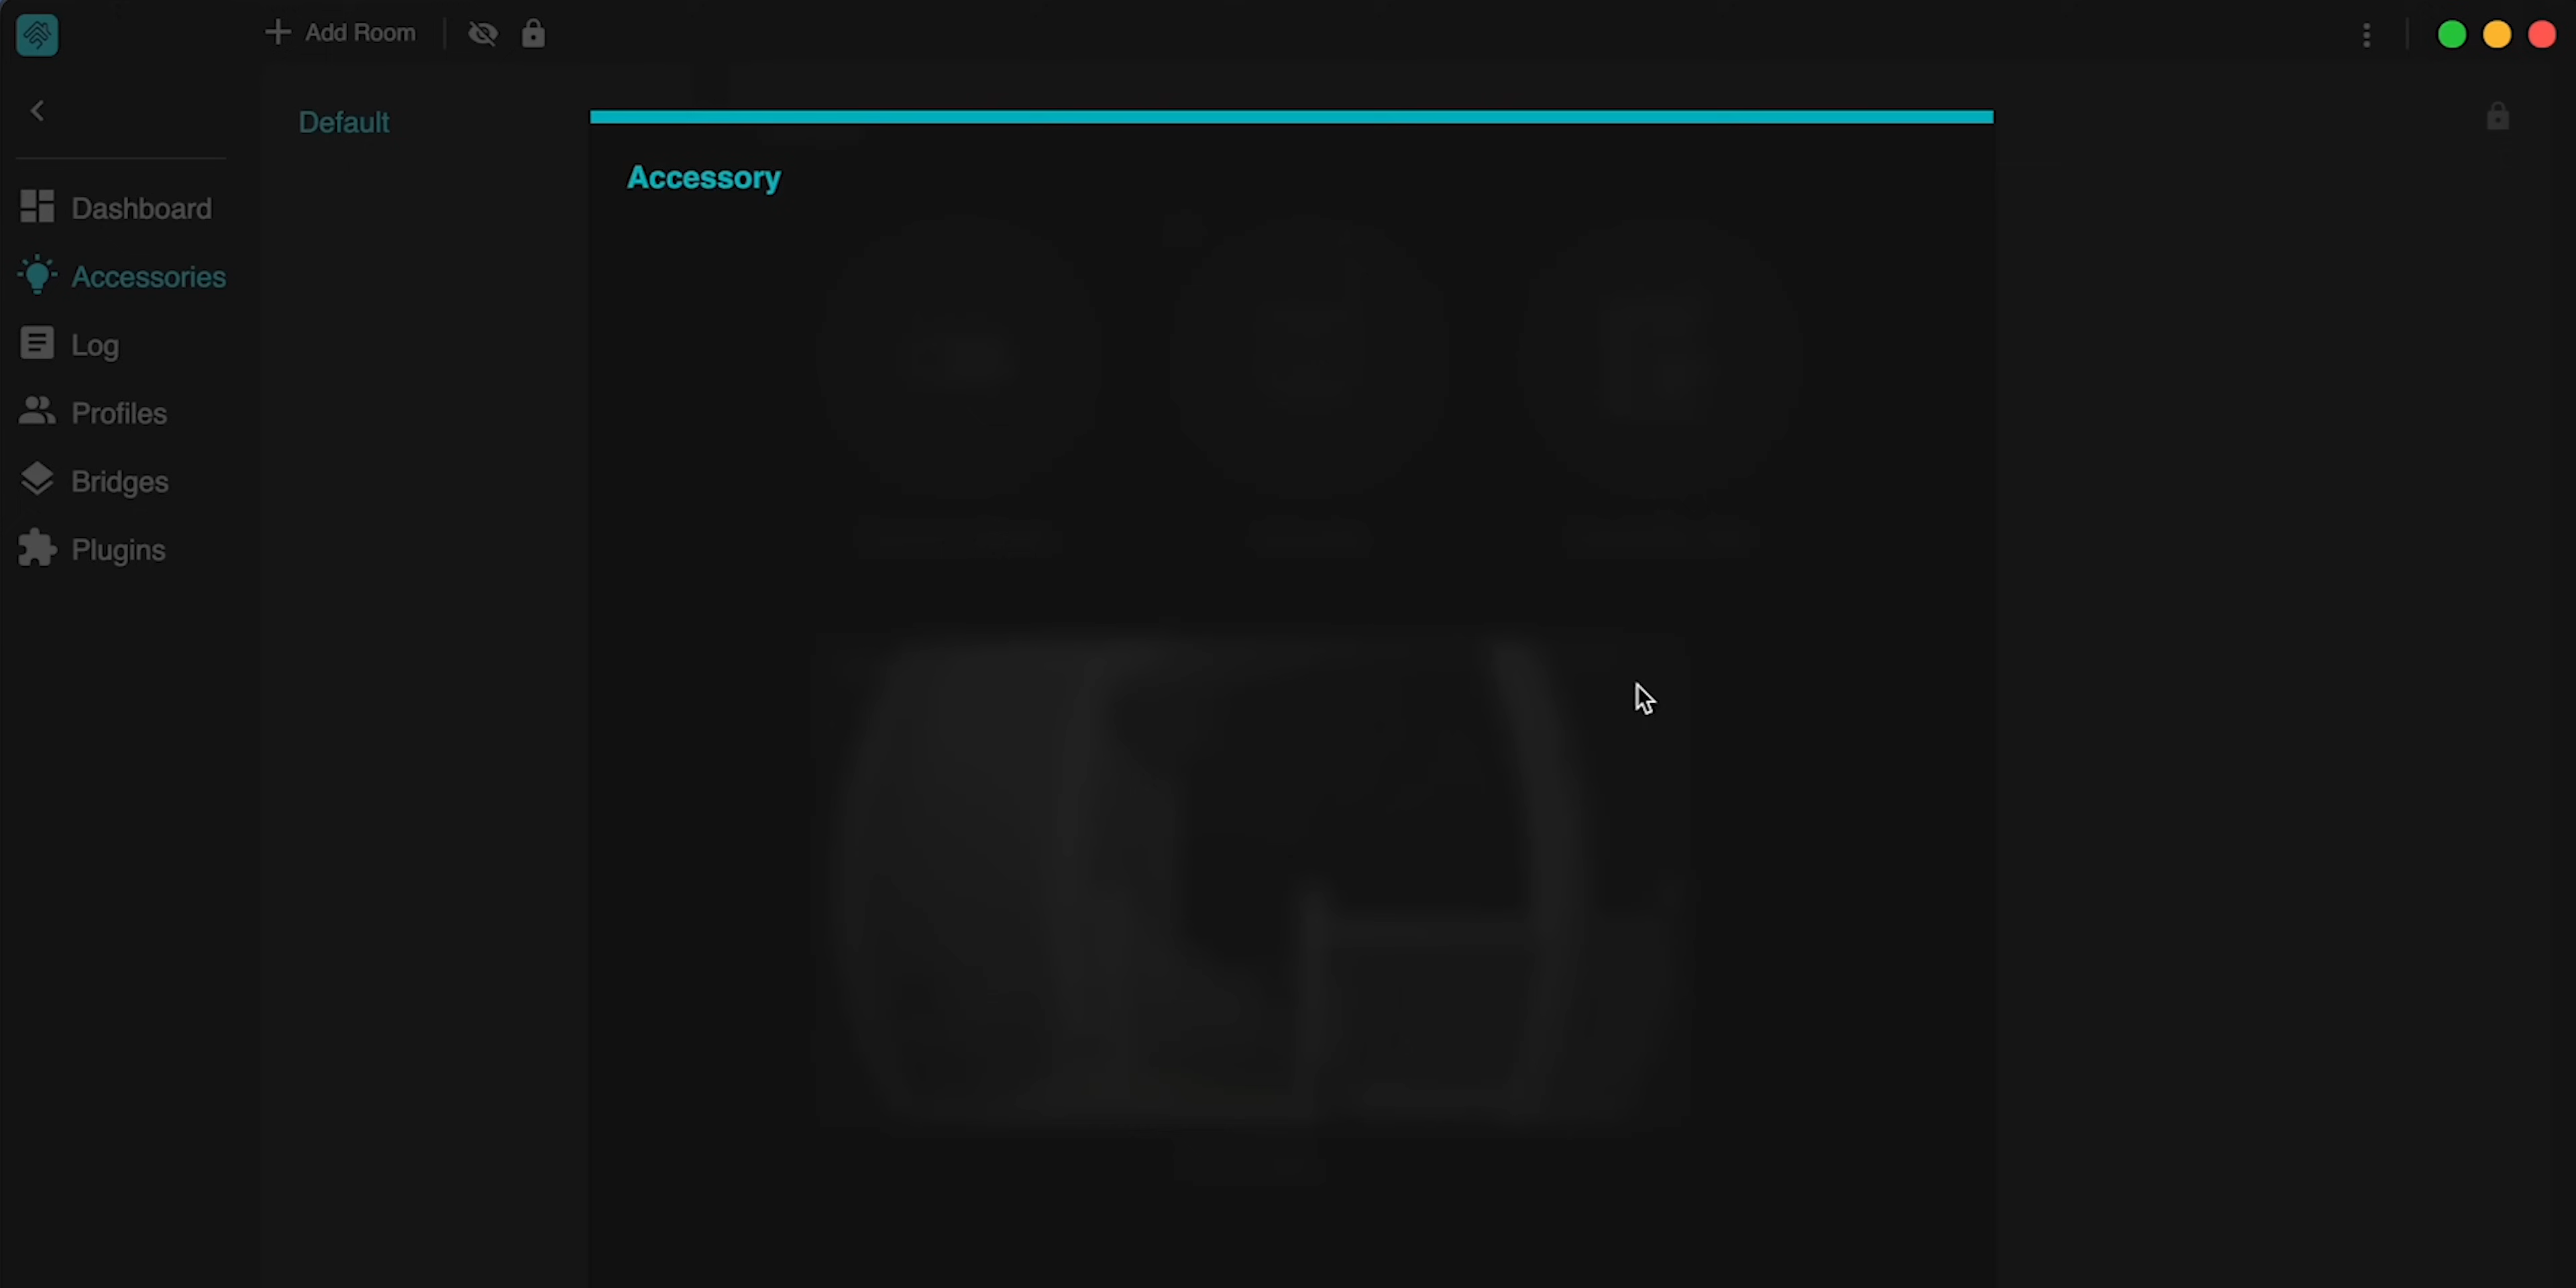 Add Room
Default
Accessory
Dashboard
Accessories
Log
Profiles
Bridges
Plugins